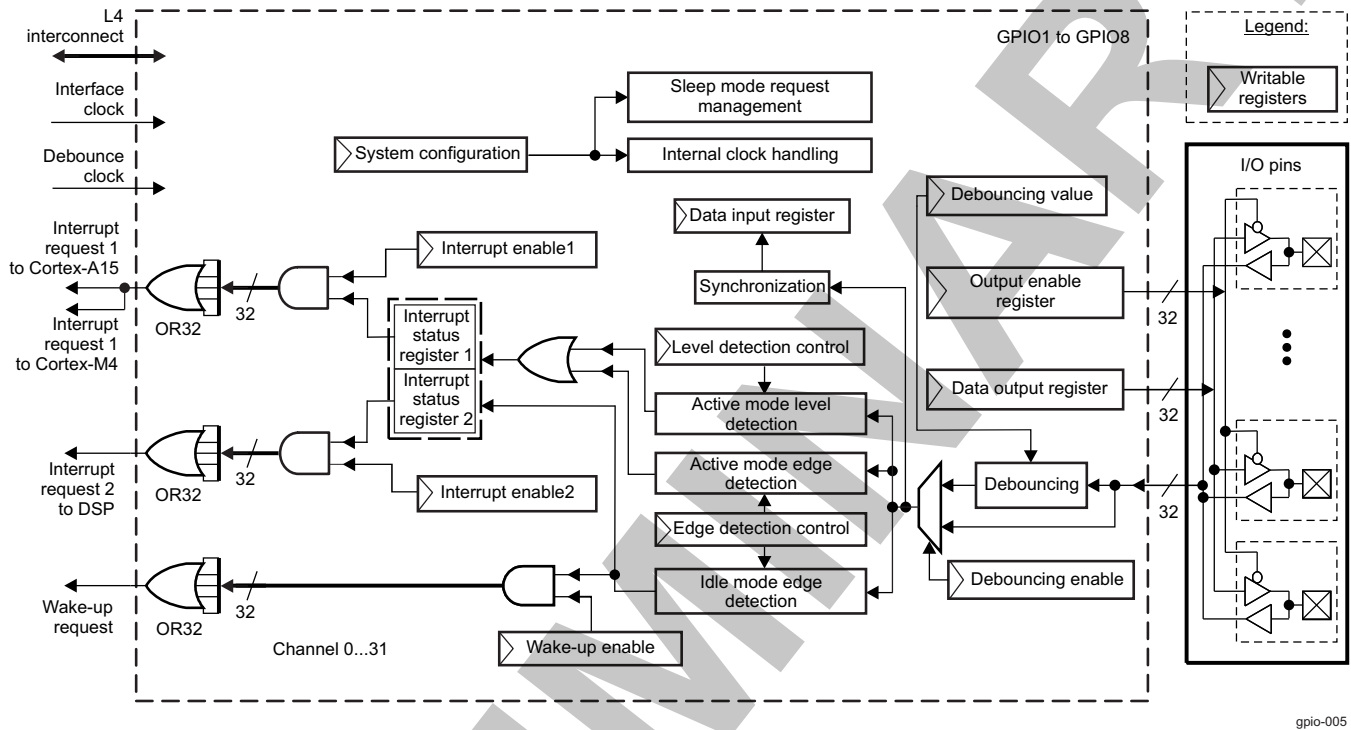 L4
interconnect
GPIO1 to GPIO8
Legend:
Writable
registers
Interface
clock
Sleep mode request
management
Debounce
clock
System configuration
Internal clock handling
I/O pins
Debouncing value
Data input register
Interrupt
request 1
to Cortex-A15
Interrupt enable1
Synchronization
Output enable
register
32
OR32
32
Interrupt
request 1
to Cortex-M4
Interrupt
status
register 1
Level detection control
Interrupt
status
register 2
Active mode level
detection
Data output register
32
Interrupt
request 2
to DSP
OR32
32
Interrupt enable2
Active mode edge
detection
Debouncing
32
Edge detection control
Idle mode edge
detection
Debouncing enable
Wake-up
request
OR32
32
Wake-up enable
Channel 0...31
gpio-005